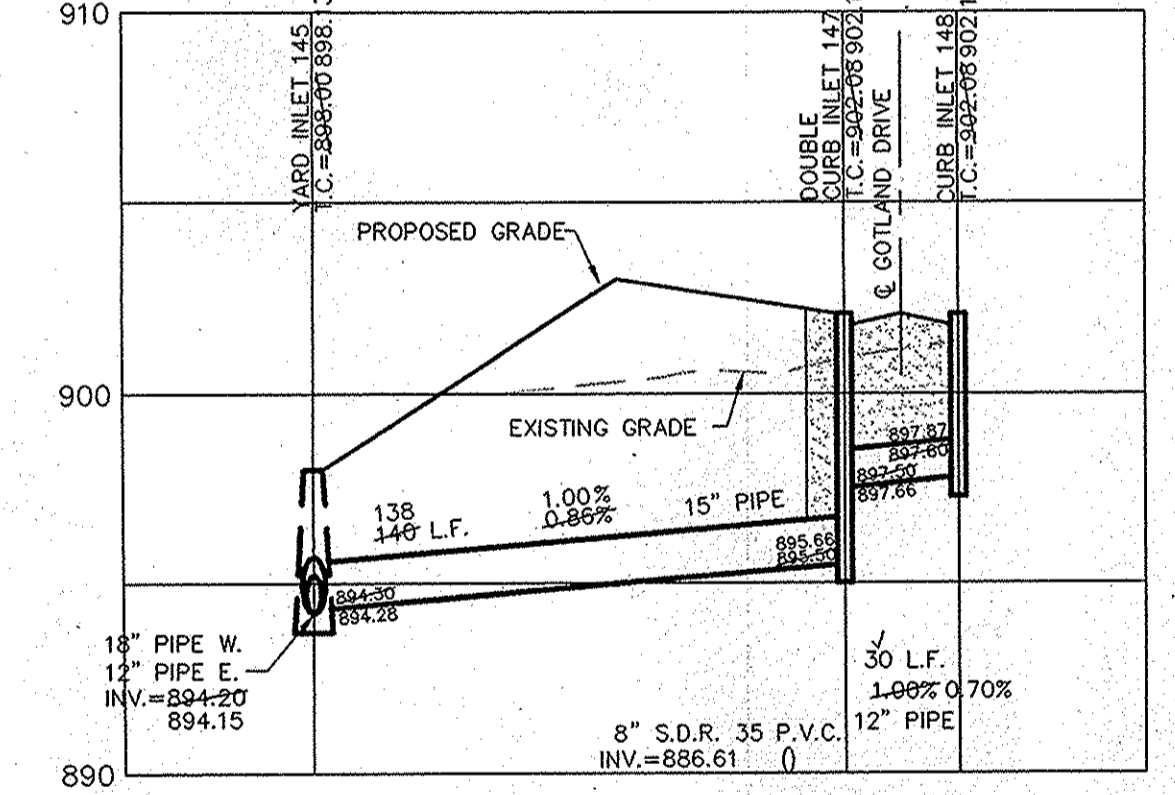 910
YARD INLET 145
T.C.=898.00 898.
DOUBLE
CURB INLET 147
T.C.=902.08 902.
℄ GOTLAND DRIVE
CURB INLET 148
T.C.=902.08 902.1
PROPOSED GRADE
900
EXISTING GRADE
897.87
897.80
897.50
897.66
138
140 L.F.
1.00%
0.86%
15" PIPE
895.66
895.50
894.30
894.28
18" PIPE W.
12" PIPE E.
INV.=894.20
894.15
30 L.F.
1.00% 0.70%
12" PIPE
8" S.D.R. 35 P.V.C.
INV.=886.61
890